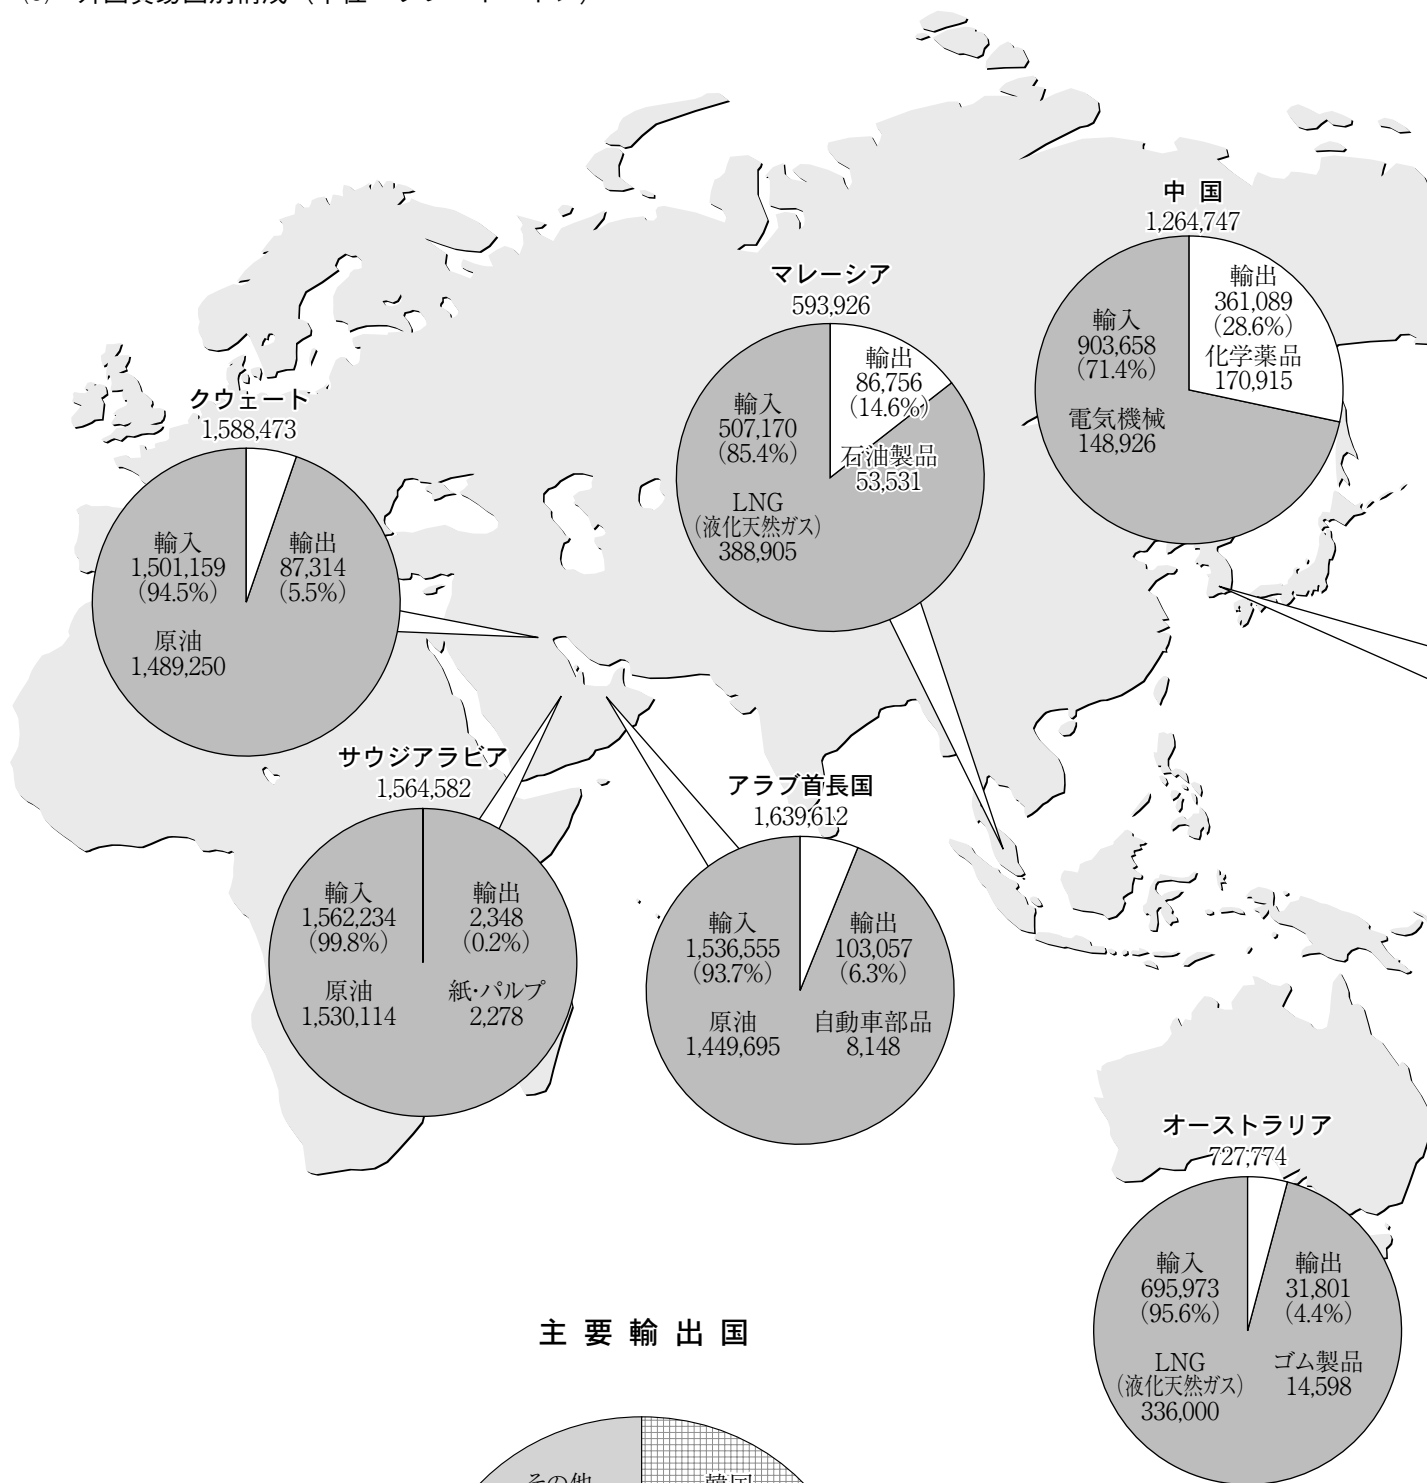 中国
1,264,747
輸出
361,089
(28.6%)
化学薬品
170,915
輸入
903,658
(71.4%)
電気機械
148,926
マレーシア
593,926
輸出
86,756
(14.6%)
石油製品
53,531
輸入
507,170
(85.4%)
LNG
(液化天然ガス)
388,905
クウェート
1,588,473
輸入
1,501,159
(94.5%)
原油
1,489,250
輸出
87,314
(5.5%)
サウジアラビア
1,564,582
輸入
1,562,234
(99.8%)
原油
1,530,114
輸出
2,348
(0.2%)
紙・パルプ
2,278
アラブ首長国
1,639,612
輸入
1,536,555
(93.7%)
原油
1,449,695
輸出
103,057
(6.3%)
自動車部品
8,148
オーストラリア
727,774
輸入
695,973
(95.6%)
LNG
(液化天然ガス)
336,000
輸出
31,801
(4.4%)
ゴム製品
14,598
主要輸出国
その他
韓国